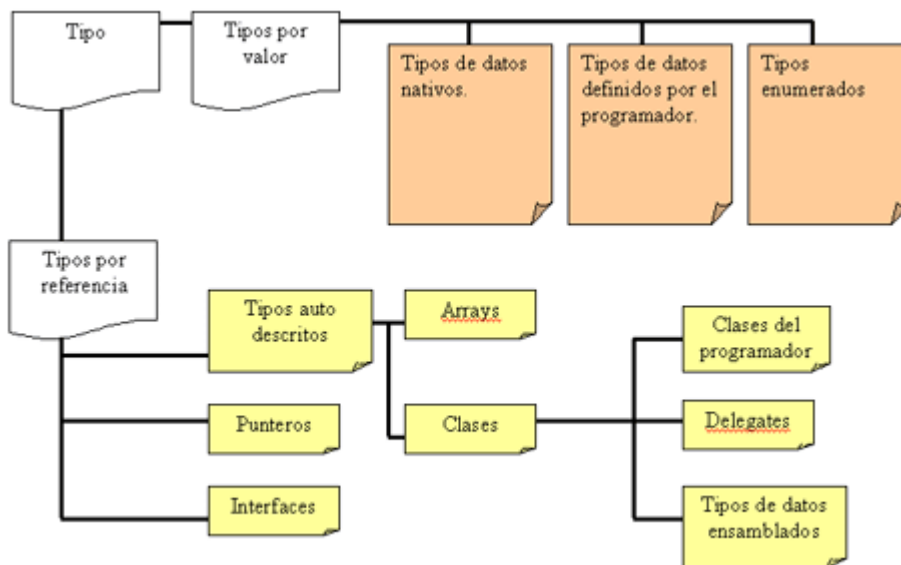 Tipo
Tipos por
valor
Tipos de datos
nativos.
Tipos de datos
definidos por el
programador.
Tipos
enumerados
Tipos por
referencia
Tipos auto
descritos
Arrays
Clases del
programador
Punteros
Clases
Delegates
Interfaces
Tipos de datos
ensamblados